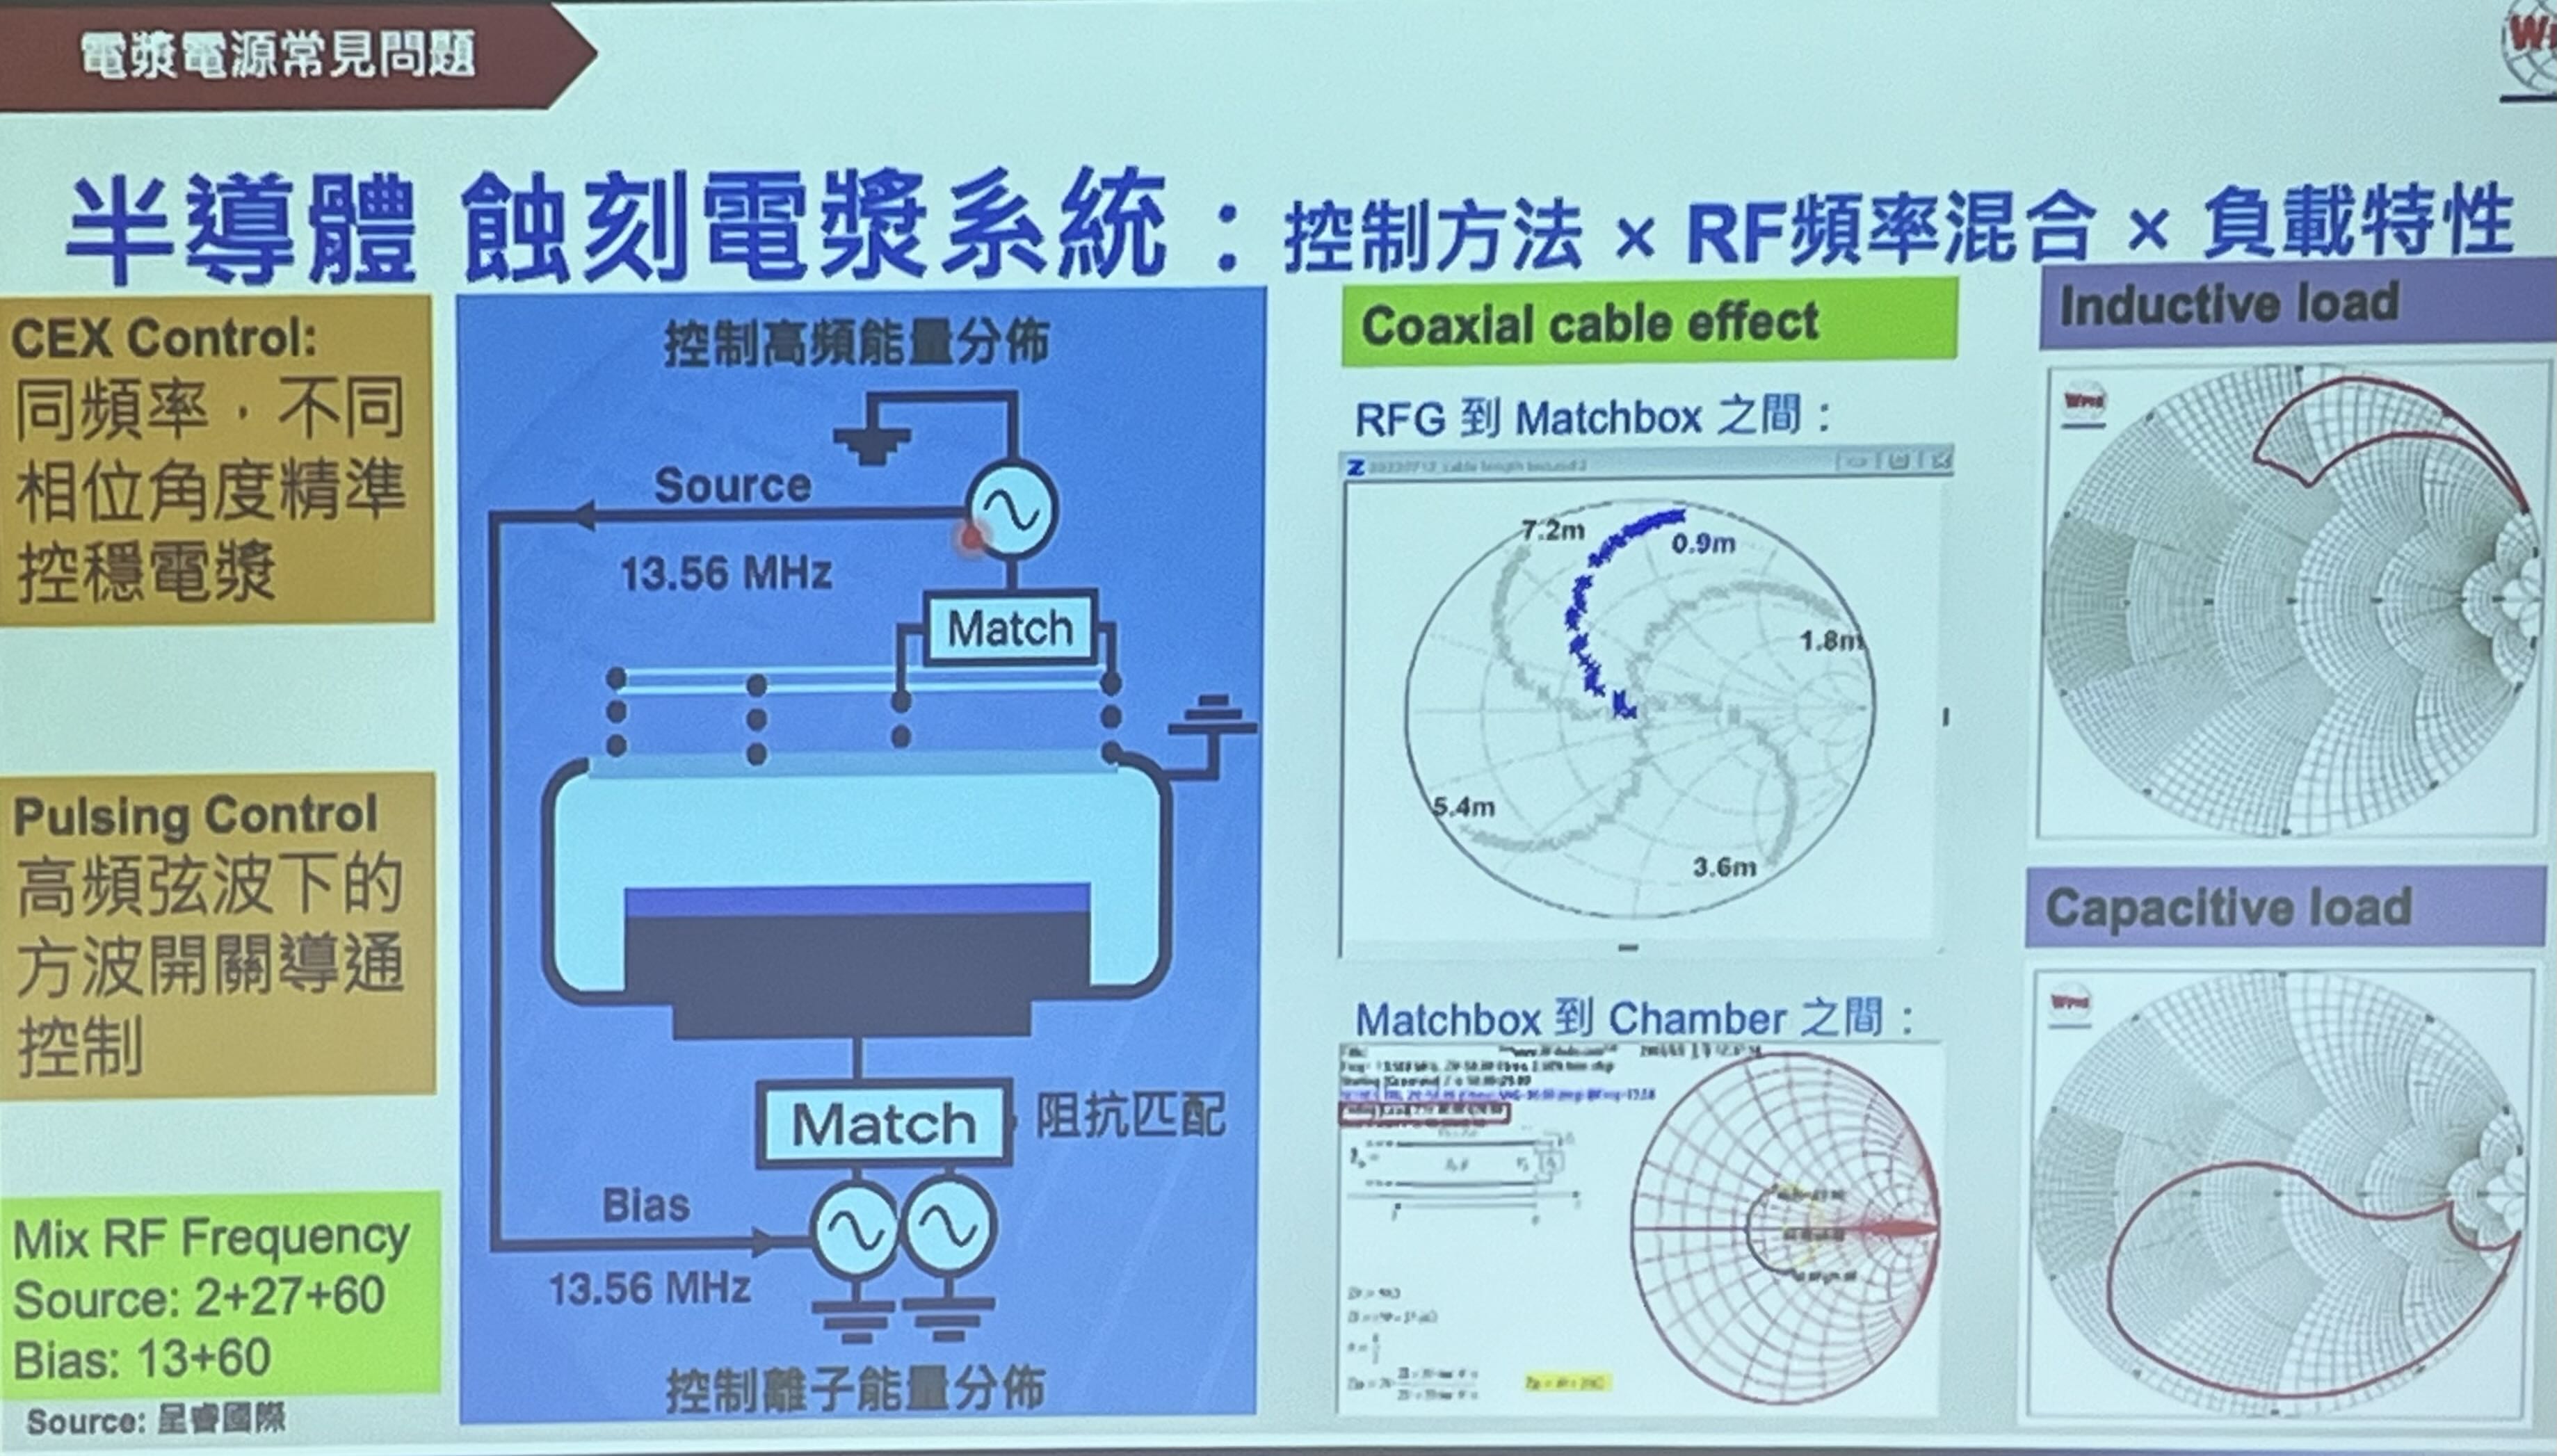 電漿電源常見問題
半導體 蝕刻電漿系統：控制方法 × RF頻率混合 × 負載特性
CEX Control:
同頻率，不同
相位角度精準
控穩電漿
Pulsing Control
高頻弦波下的
方波開關導通
控制
Mix RF Frequency
Source: 2+27+60
Bias: 13+60
Source: 呈睿國際
控制高頻能量分佈
Source
13.56 MHz
Match
Match
阻抗匹配
Bias
13.56 MHz
控制離子能量分佈
Coaxial cable effect
RFG 到 Matchbox 之間：
7.2m
0.9m
1.8m
5.4m
3.6m
Matchbox 到 Chamber 之間：
Inductive load
Capacitive load